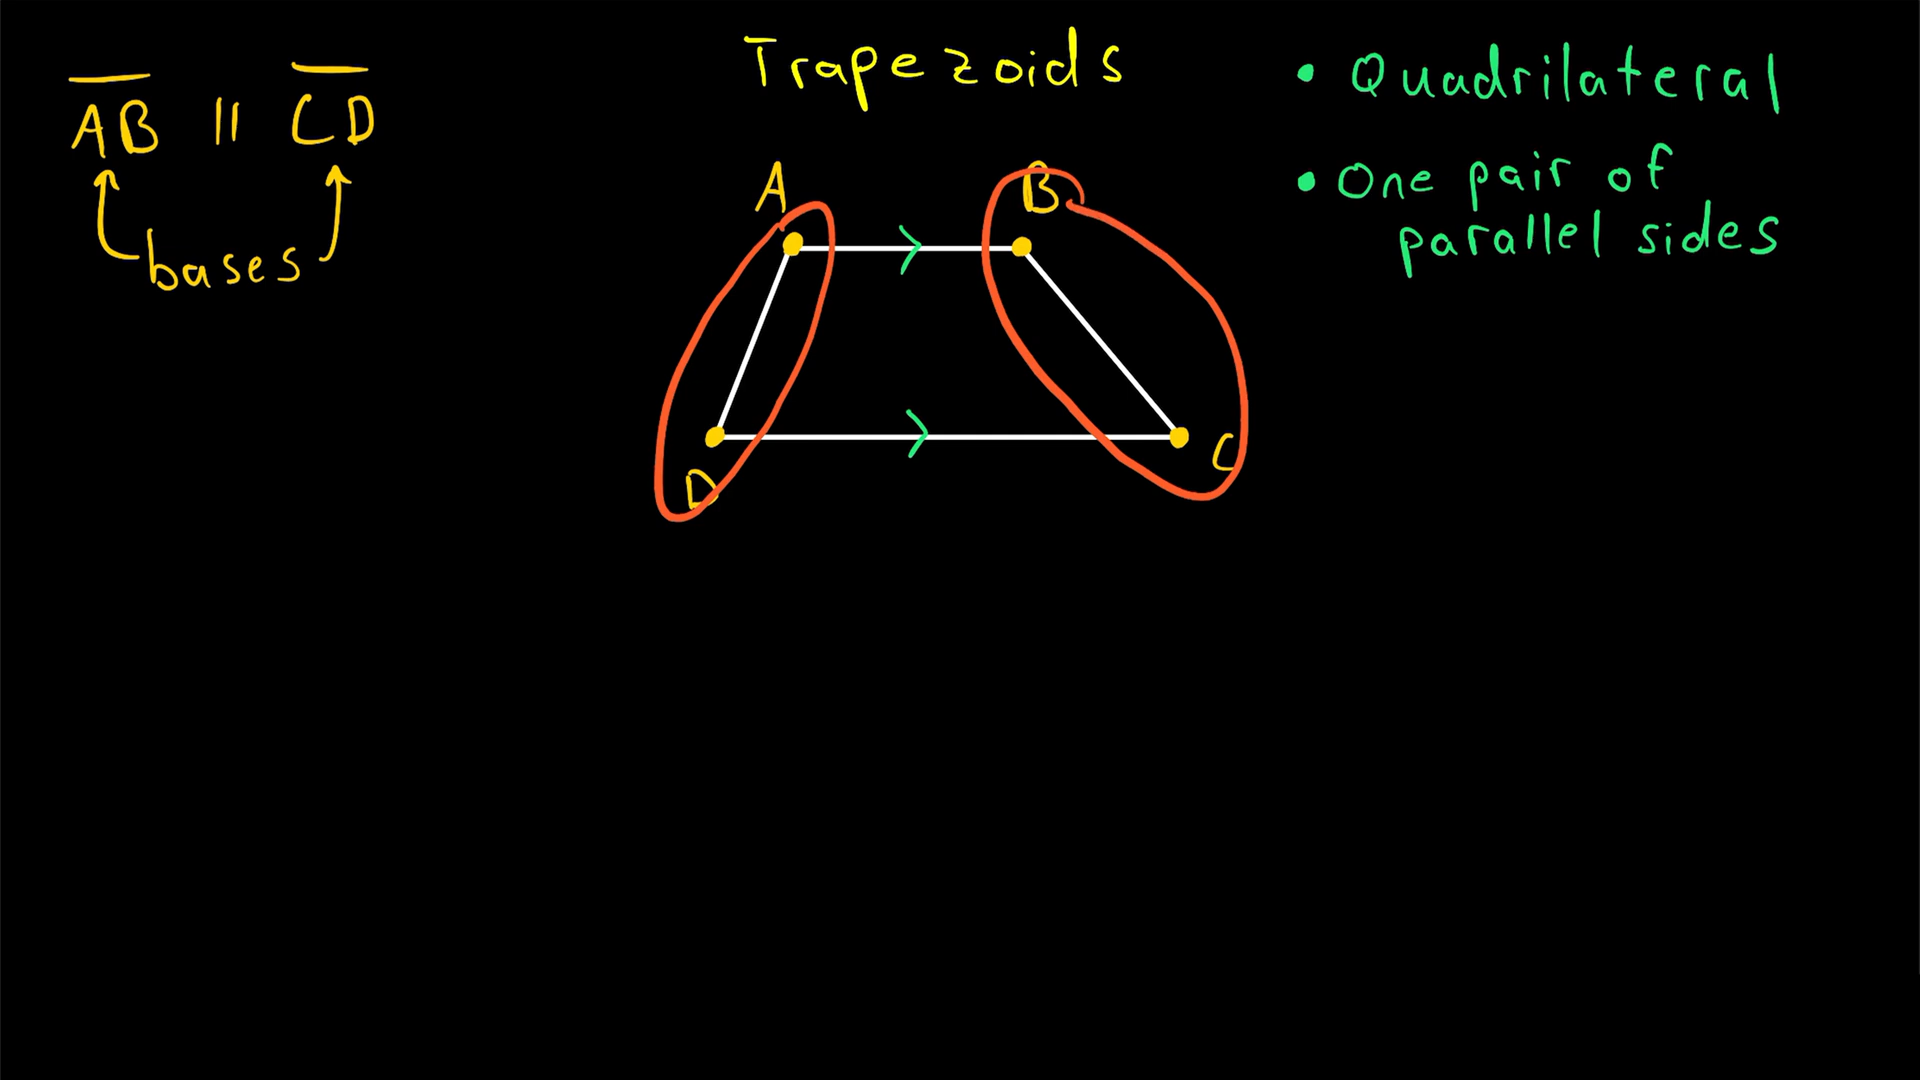 Trapezoids
AB || CD
bases
• Quadrilateral
• One pair of
parallel sides
A
B
D
C